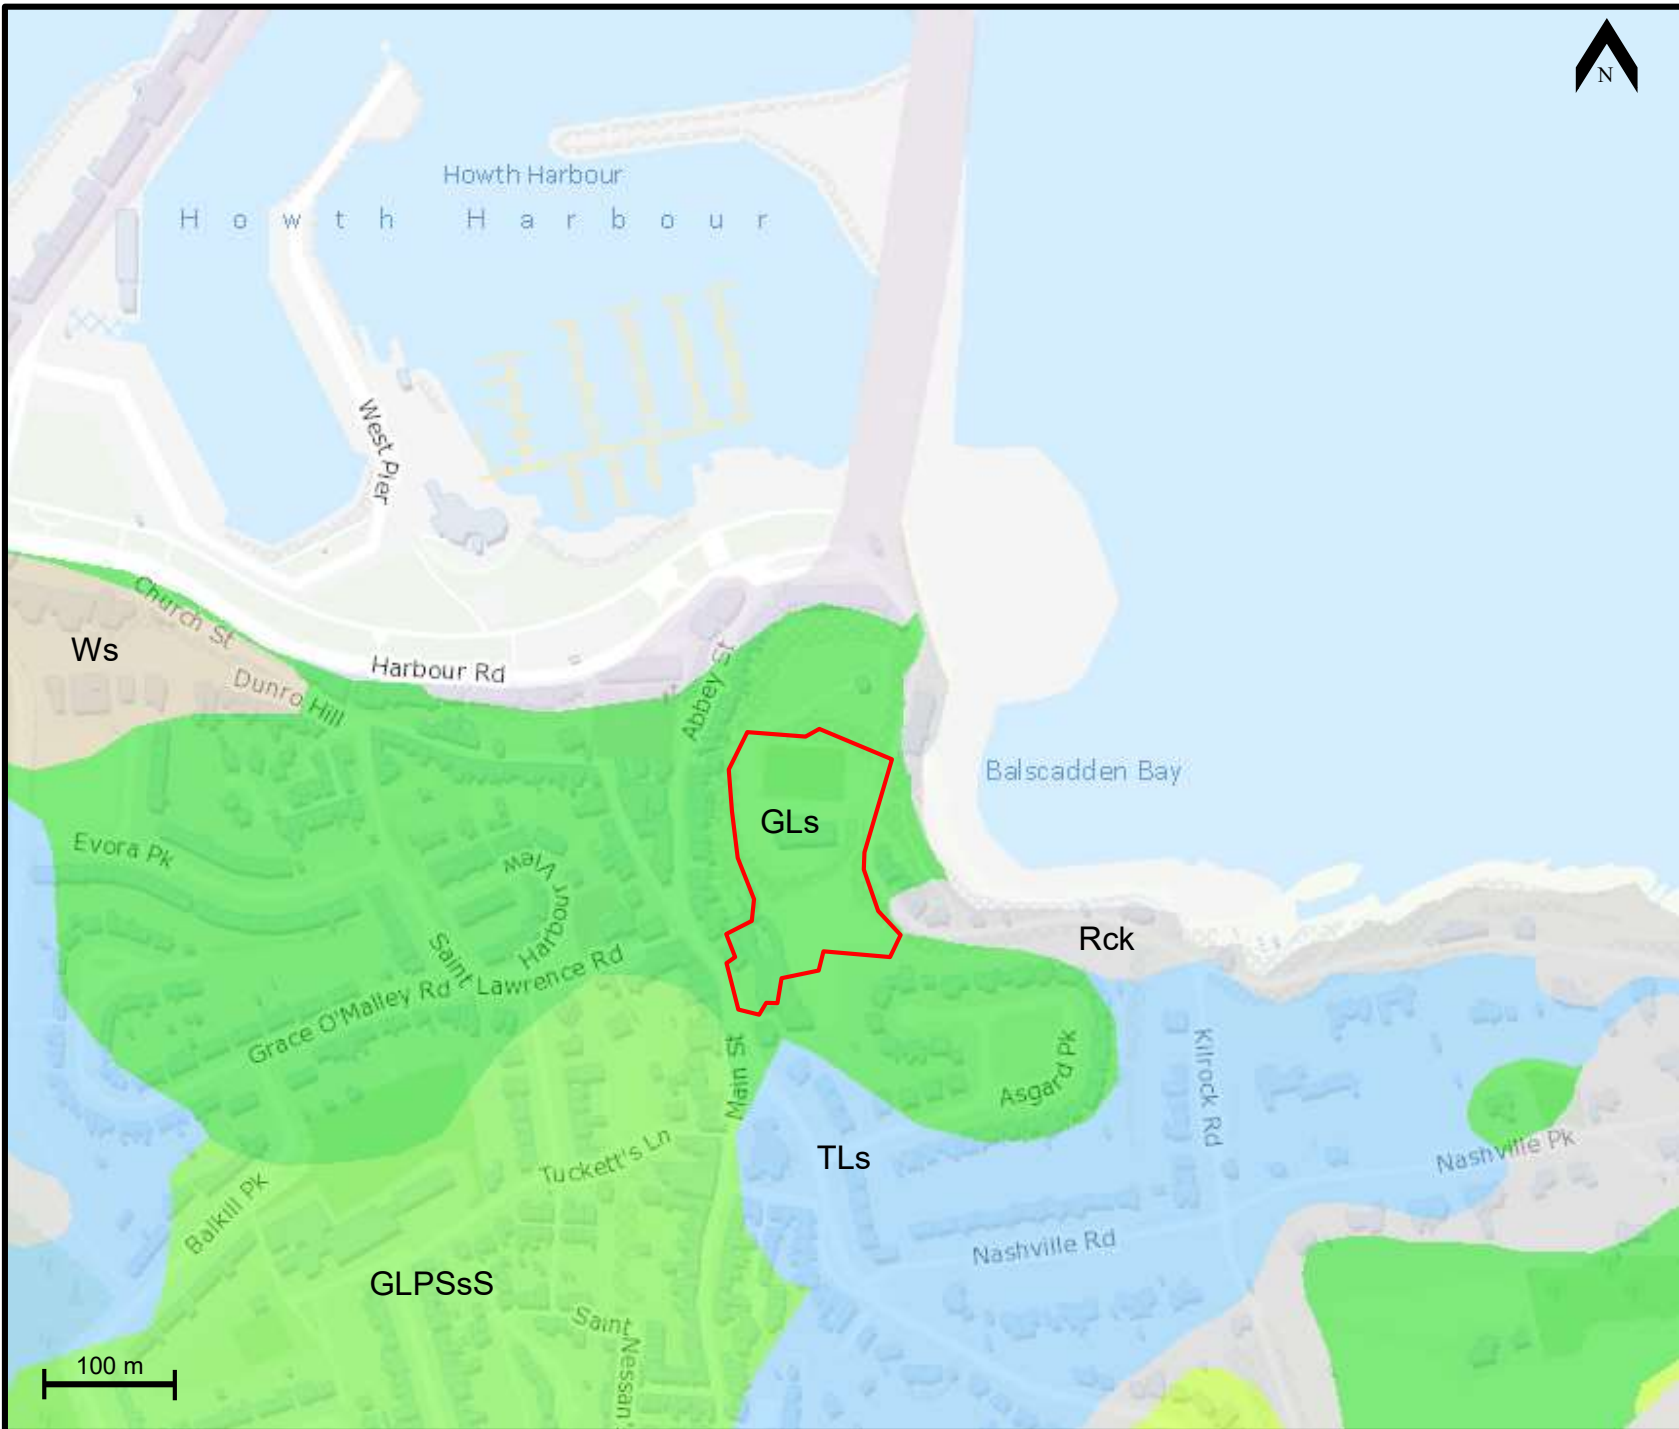 N
Howth Harbour
Howth Harbour
West Pier
Church St
Ws
Harbour Rd
Dunro Hill
Abbey St
Balscadden Bay
GLs
Evora Pk
Harbour View
Rck
Saint Lawrence Rd
Grace O'Malley Rd
Main St
Kilrock Rd
Asgard Pk
TLs
Tuckett's Ln
Nashville Pk
Balkill Pk
Nashville Rd
GLPSsS
Saint Nessan'
100 m